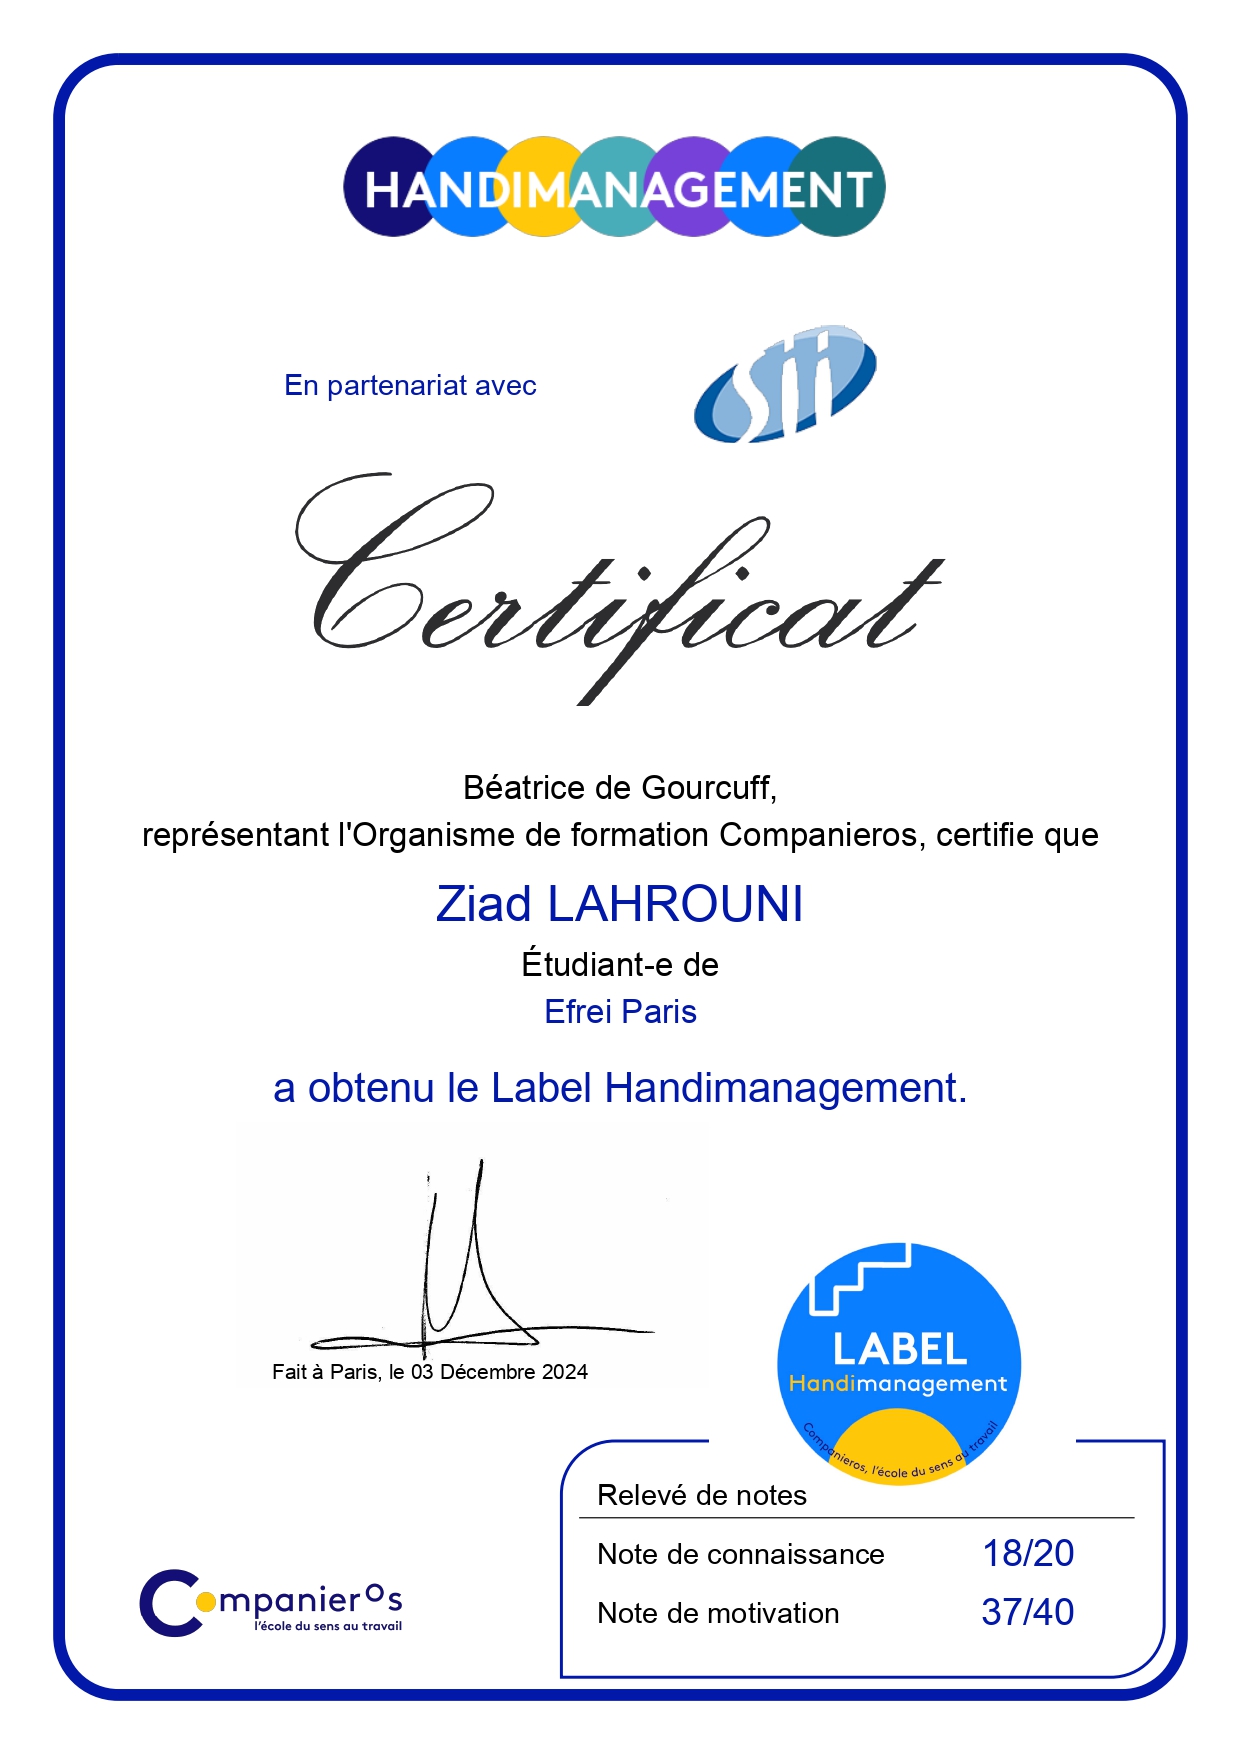 HANDIMANAGEMENT
En partenariat avec
Sii
Certificat
Béatrice de Gourcuff,
représentant l'Organisme de formation Companieros, certifie que
Ziad LAHROUNI
Étudiant-e de
Efrei Paris
a obtenu le Label Handimanagement.
Fait à Paris, le 03 Décembre 2024
LABEL
Handimanagement
Companieros, l'école du sens au travail
Relevé de notes
Note de connaissance 18/20
Note de motivation 37/40
Companieros
l'école du sens au travail